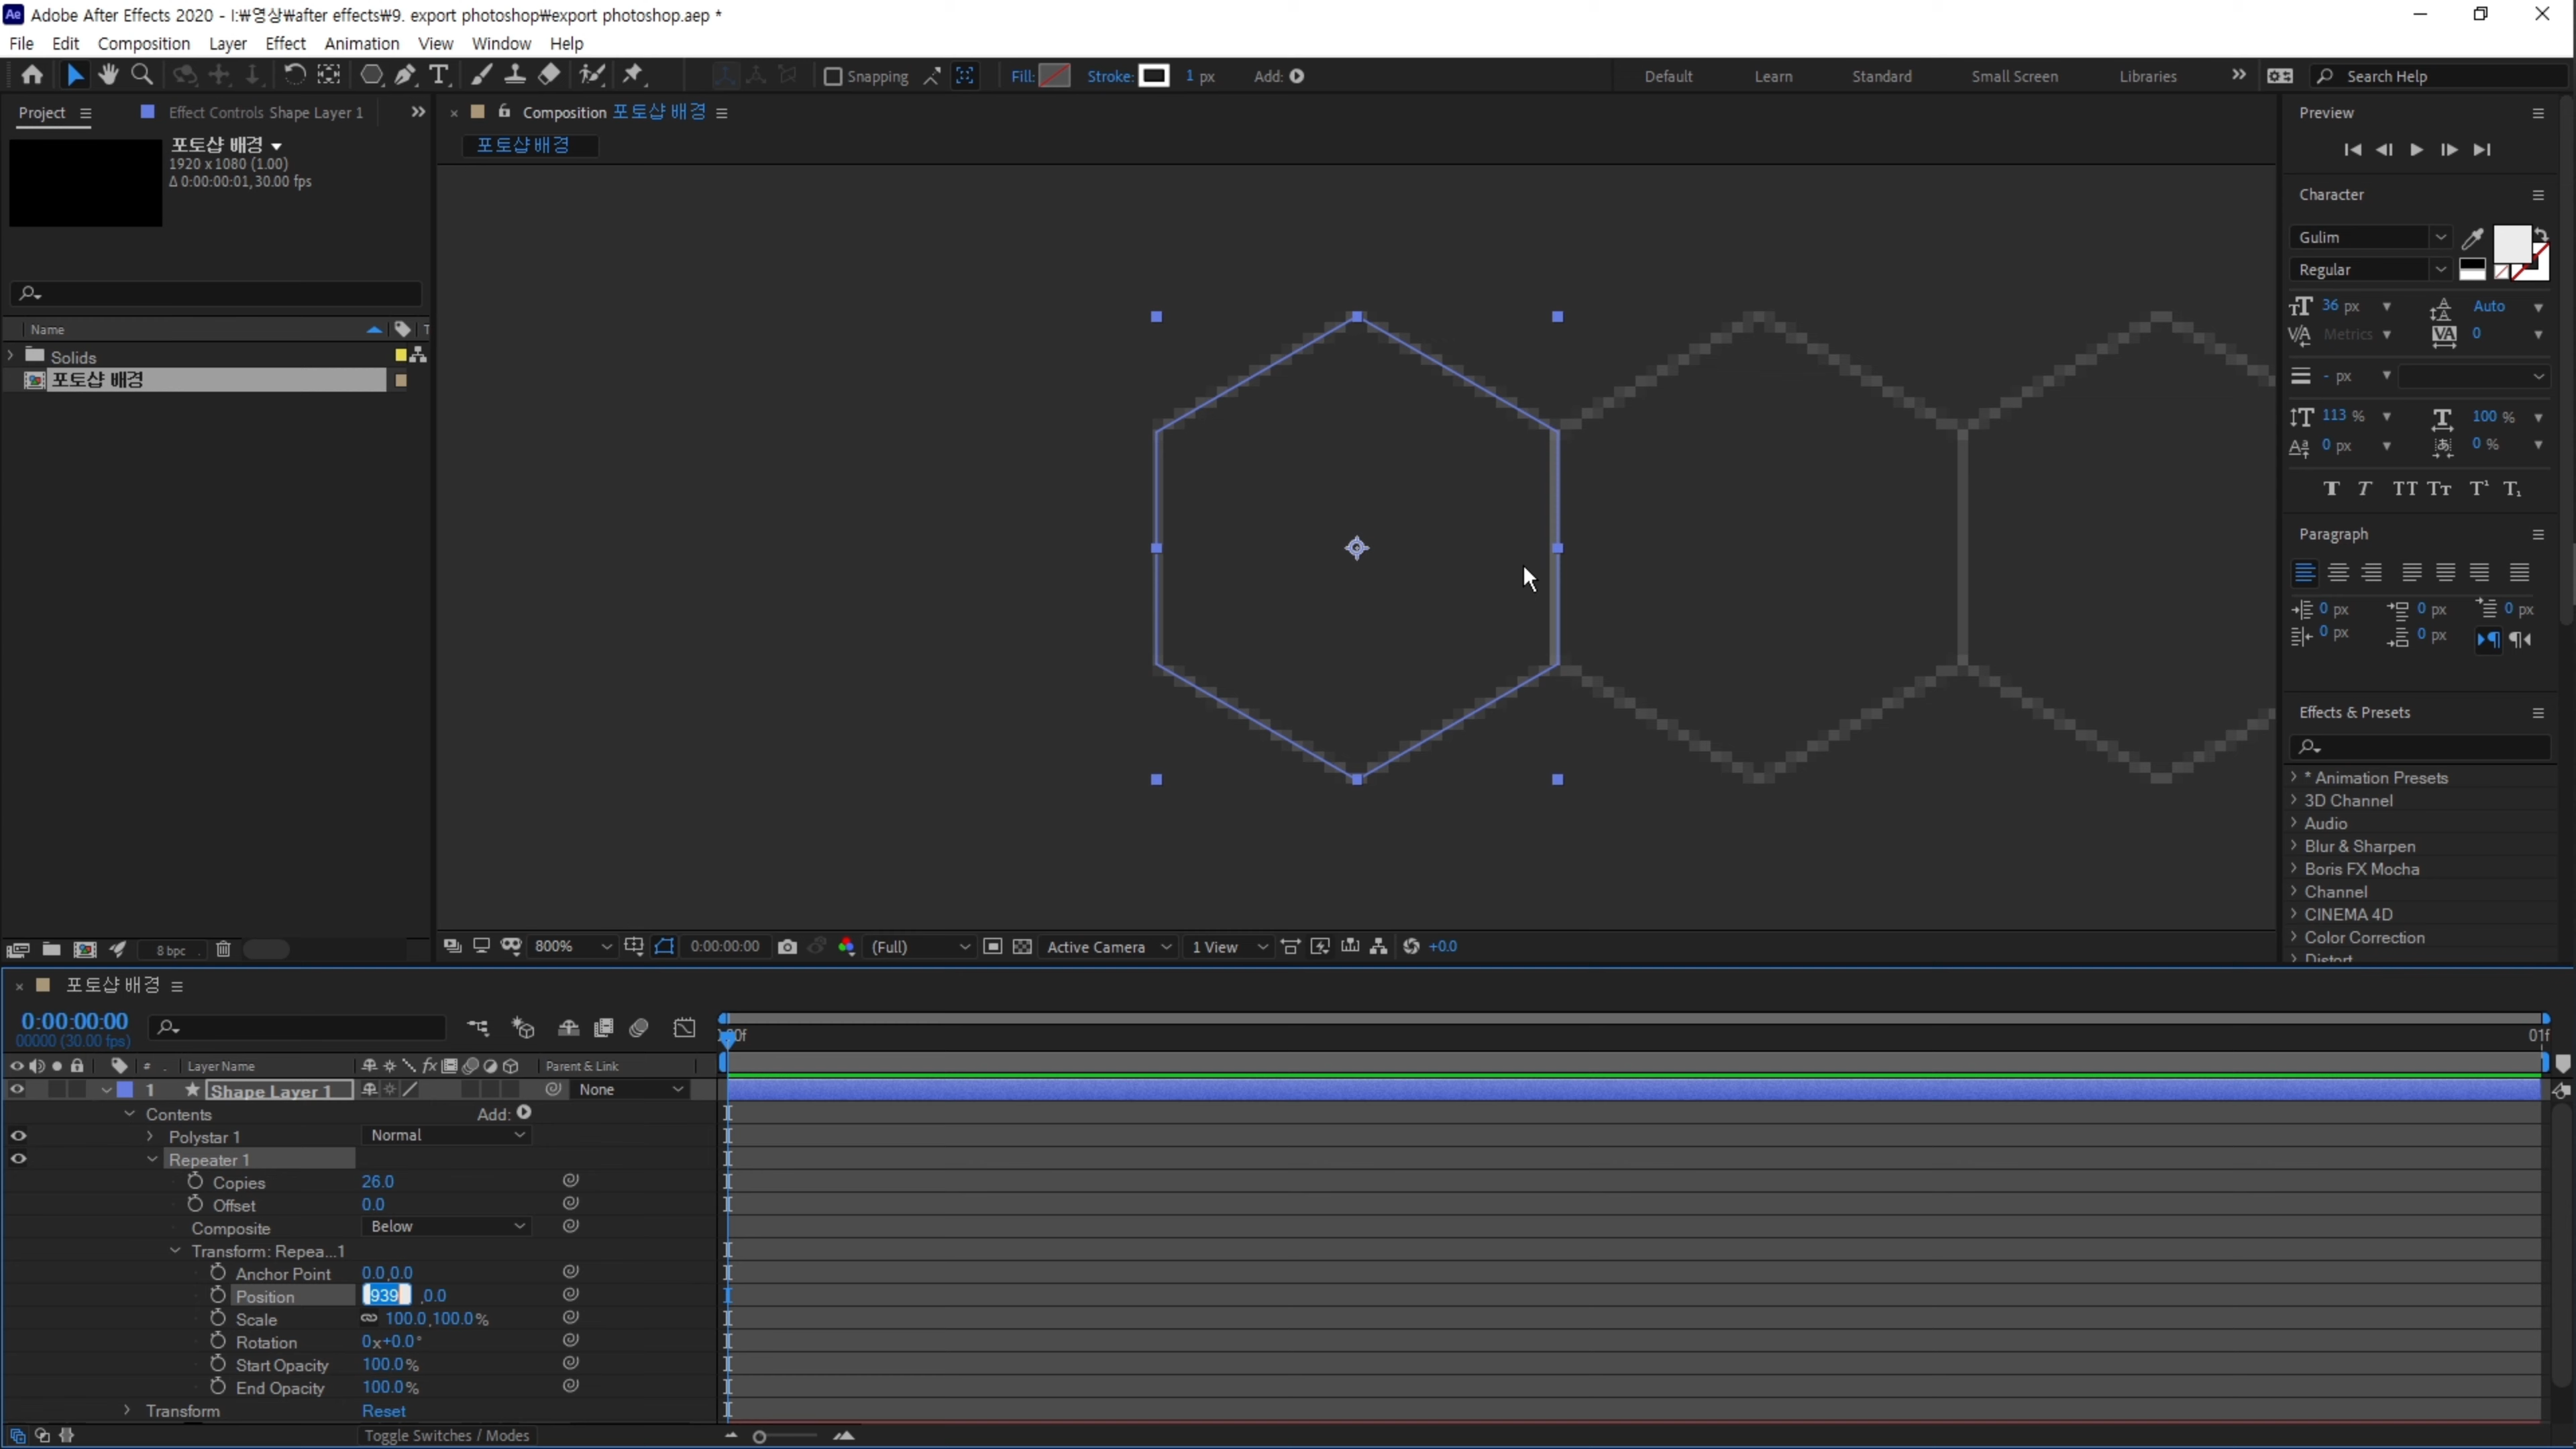 Adobe After Effects 2020 - I:₩영상₩after effects₩9. export photoshop₩export photoshop.aep *
File Edit Composition Layer Effect Animation View Window Help
Snapping Fill: Stroke: 1 px Add: Default Learn Standard Small Screen Libraries Search Help
Project Effect Controls Shape Layer 1
Composition 포토샵 배경
포토샵 배경
포토샵 배경
1920 x 1080 (1.00)
Δ 0:00:00:01, 30.00 fps
Name
Solids
포토샵 배경
8 bpc
800% 0:00:00:00 (Full) Active Camera 1 View +0.0
Preview
Character
Gulim
Regular
36 px Auto
Metrics 0
- px
113 % 100 %
0 px 0 %
Paragraph
0 px 0 px 0 px
0 px 0 px
Effects & Presets
* Animation Presets
3D Channel
Audio
Blur & Sharpen
Boris FX Mocha
Channel
CINEMA 4D
Color Correction
Distort
포토샵 배경
0:00:00:00
00000 (30.00 fps)
01f
# Layer Name Parent & Link
1 Shape Layer 1 None
Contents Add:
Polystar 1 Normal
Repeater 1
Copies 26.0
Offset 0.0
Composite Below
Transform: Repea...1
Anchor Point 0.0,0.0
Position 939 ,0.0
Scale 100.0,100.0%
Rotation 0x+0.0°
Start Opacity 100.0%
End Opacity 100.0%
Transform Reset
Toggle Switches / Modes